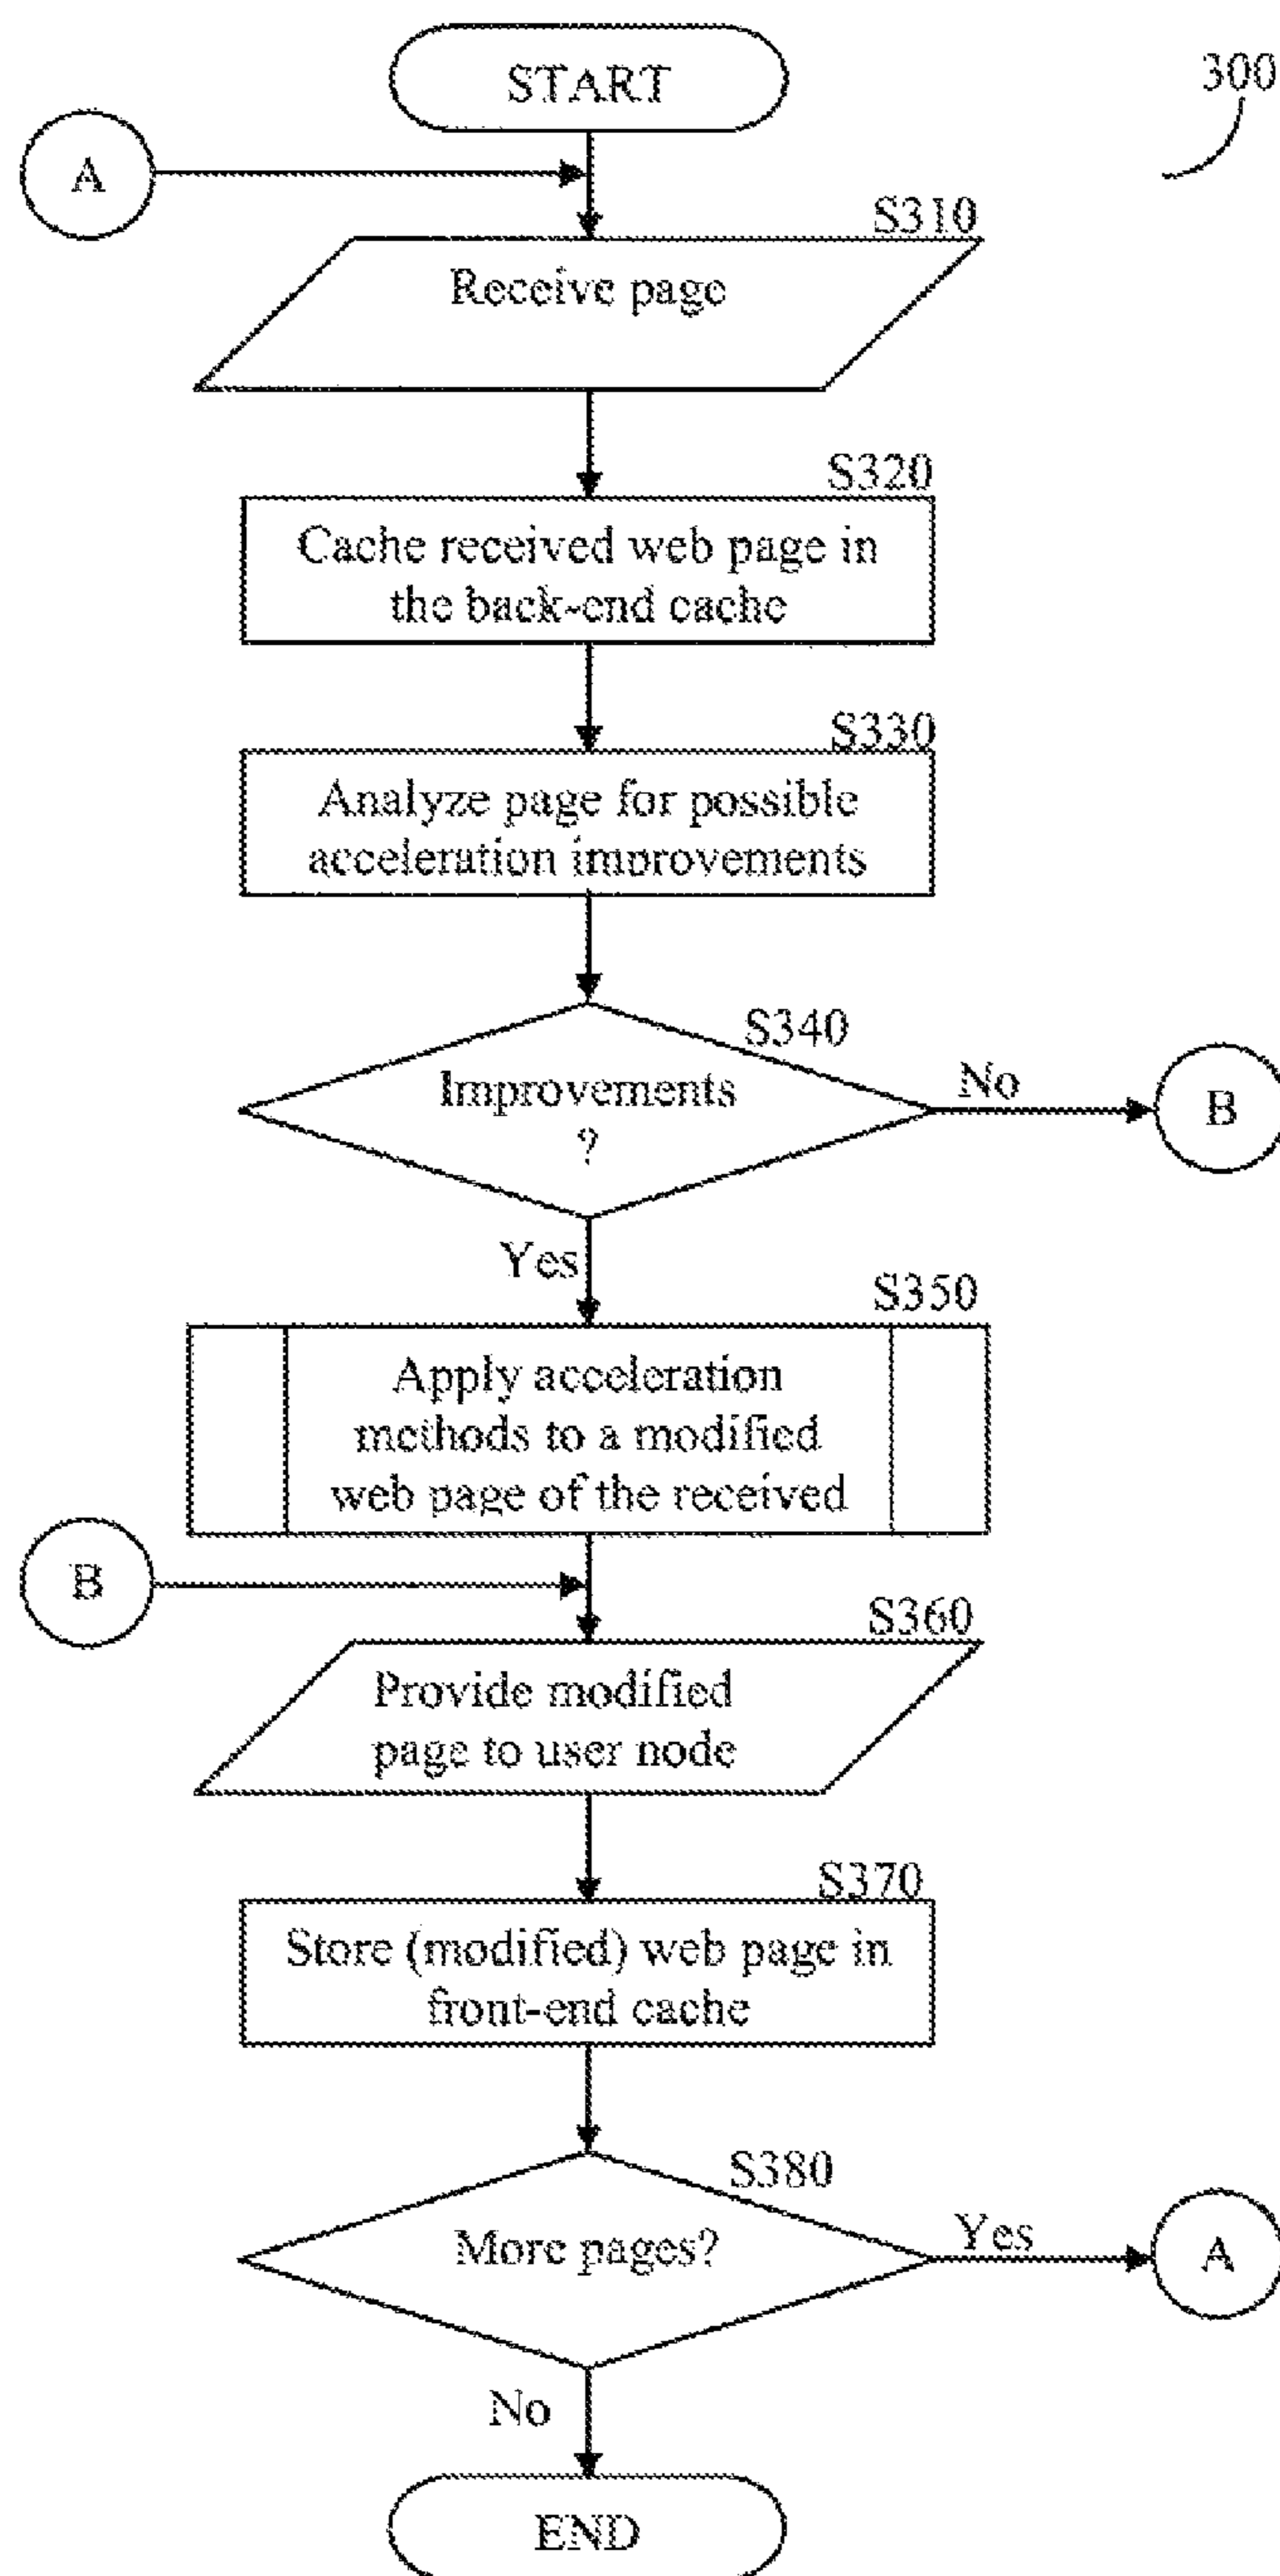 START
300
A
S310
Receive page
S320
Cache received web page in
the back-end cache
S330
Analyze page for possible
acceleration improvements
S340
Improvements
?
No
B
Yes
S350
Apply acceleration
methods to a modified
web page of the received
B
S360
Provide modified
page to user node
S370
Store (modified) web page in
front-end cache
S380
More pages?
Yes
A
No
END